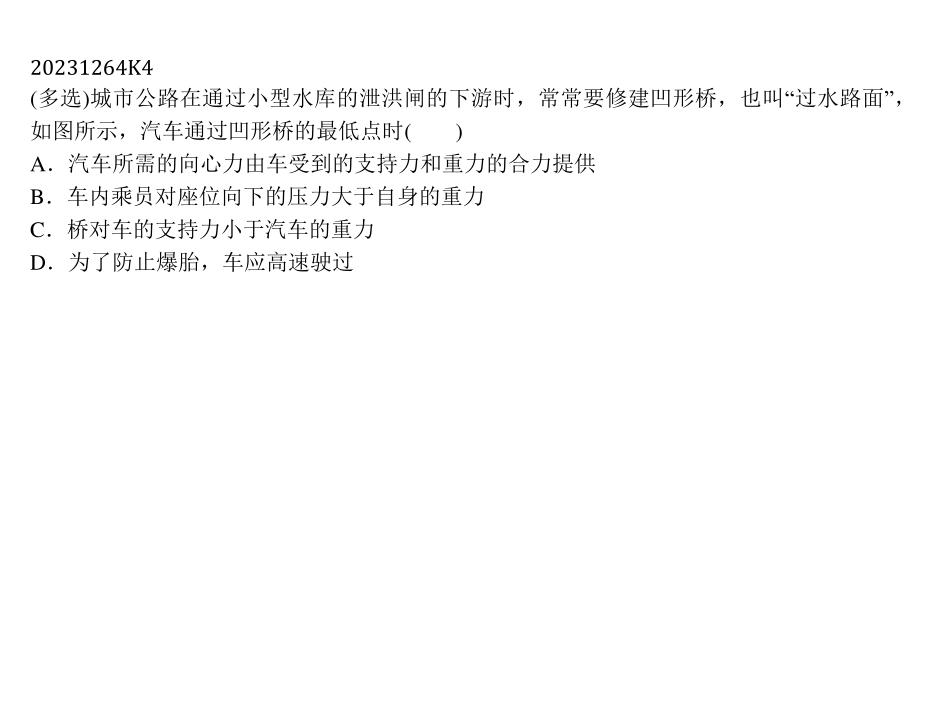 20231264K4
(多选)城市公路在通过小型水库的泄洪闸的下游时，常常要修建凹形桥，也叫“过水路面”，
如图所示，汽车通过凹形桥的最低点时(　　)
A．汽车所需的向心力由车受到的支持力和重力的合力提供
B．车内乘员对座位向下的压力大于自身的重力
C．桥对车的支持力小于汽车的重力
D．为了防止爆胎，车应高速驶过